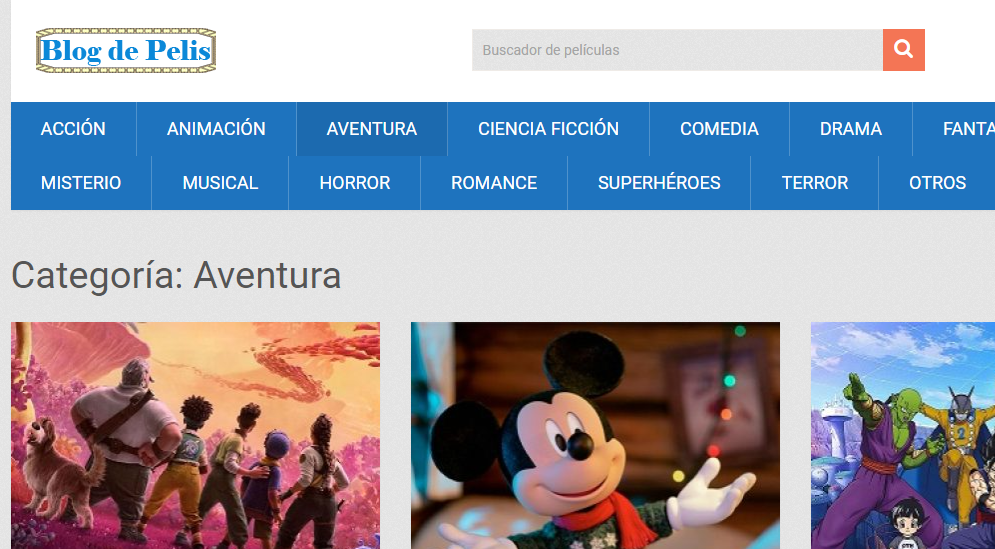 Blog de Pelis
Buscador de películas
ACCIÓN ANIMACIÓN AVENTURA CIENCIA FICCIÓN COMEDIA DRAMA FANTA
MISTERIO MUSICAL HORROR ROMANCE SUPERHÉROES TERROR OTROS
Categoría: Aventura